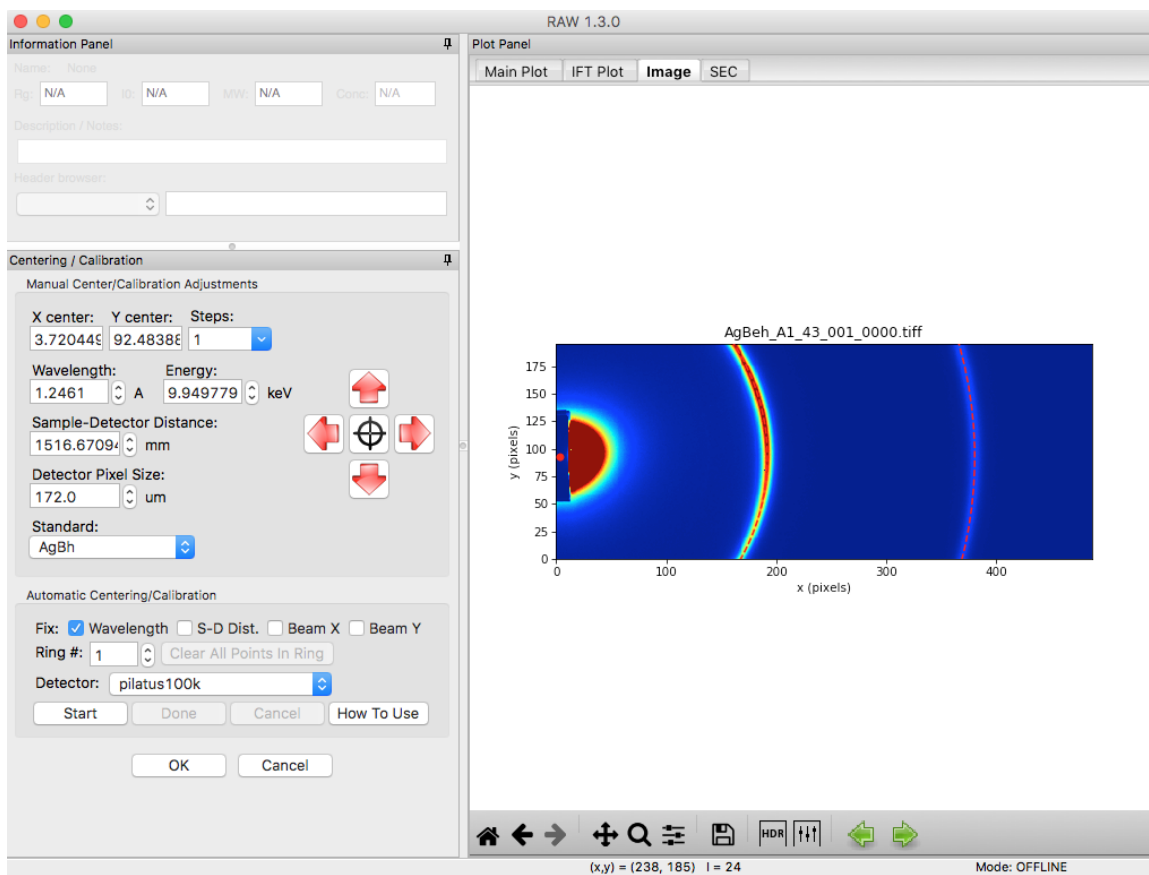 RAW 1.3.0
Information Panel
Name: None
Rg: N/A I0: N/A MW: N/A Conc: N/A
Description / Notes:
Header browser:
Centering / Calibration
Manual Center/Calibration Adjustments
X center: Y center: Steps:
3.720449 92.48388 1
Wavelength: Energy:
1.2461 A 9.949779 keV
Sample-Detector Distance:
1516.67094 mm
Detector Pixel Size:
172.0 um
Standard:
AgBh
Automatic Centering/Calibration
Fix: Wavelength S-D Dist. Beam X Beam Y
Ring #: 1 Clear All Points In Ring
Detector: pilatus100k
Start Done Cancel How To Use
OK Cancel
Plot Panel
Main Plot IFT Plot Image SEC
AgBeh_A1_43_001_0000.tiff
175
150
125
100
75
50
25
0
y (pixels)
0 100 200 300 400
x (pixels)
HDR
(x,y) = (238, 185) I = 24 Mode: OFFLINE